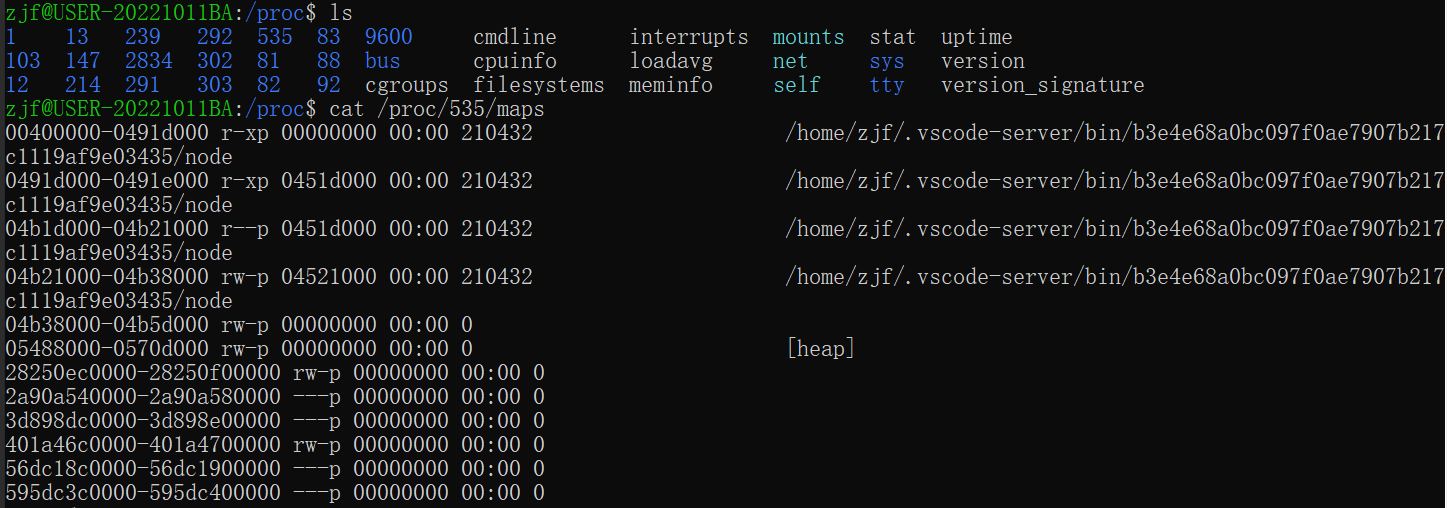 zjf@USER-20221011BA:/proc$ ls
1 13 239 292 535 83 9600 cmdline interrupts mounts stat uptime
103 147 2834 302 81 88 bus cpuinfo loadavg net sys version
12 214 291 303 82 92 cgroups filesystems meminfo self tty version_signature
zjf@USER-20221011BA:/proc$ cat /proc/535/maps
00400000-0491d000 r-xp 00000000 00:00 210432 /home/zjf/.vscode-server/bin/b3e4e68a0bc097f0ae7907b217
c1119af9e03435/node
0491d000-0491e000 r-xp 0451d000 00:00 210432 /home/zjf/.vscode-server/bin/b3e4e68a0bc097f0ae7907b217
c1119af9e03435/node
04b1d000-04b21000 r--p 0451d000 00:00 210432 /home/zjf/.vscode-server/bin/b3e4e68a0bc097f0ae7907b217
c1119af9e03435/node
04b21000-04b38000 rw-p 04521000 00:00 210432 /home/zjf/.vscode-server/bin/b3e4e68a0bc097f0ae7907b217
c1119af9e03435/node
04b38000-04b5d000 rw-p 00000000 00:00 0
05488000-0570d000 rw-p 00000000 00:00 0 [heap]
28250ec0000-28250f00000 rw-p 00000000 00:00 0
2a90a540000-2a90a580000 ---p 00000000 00:00 0
3d898dc0000-3d898e00000 ---p 00000000 00:00 0
401a46c0000-401a4700000 rw-p 00000000 00:00 0
56dc18c0000-56dc1900000 ---p 00000000 00:00 0
595dc3c0000-595dc400000 ---p 00000000 00:00 0